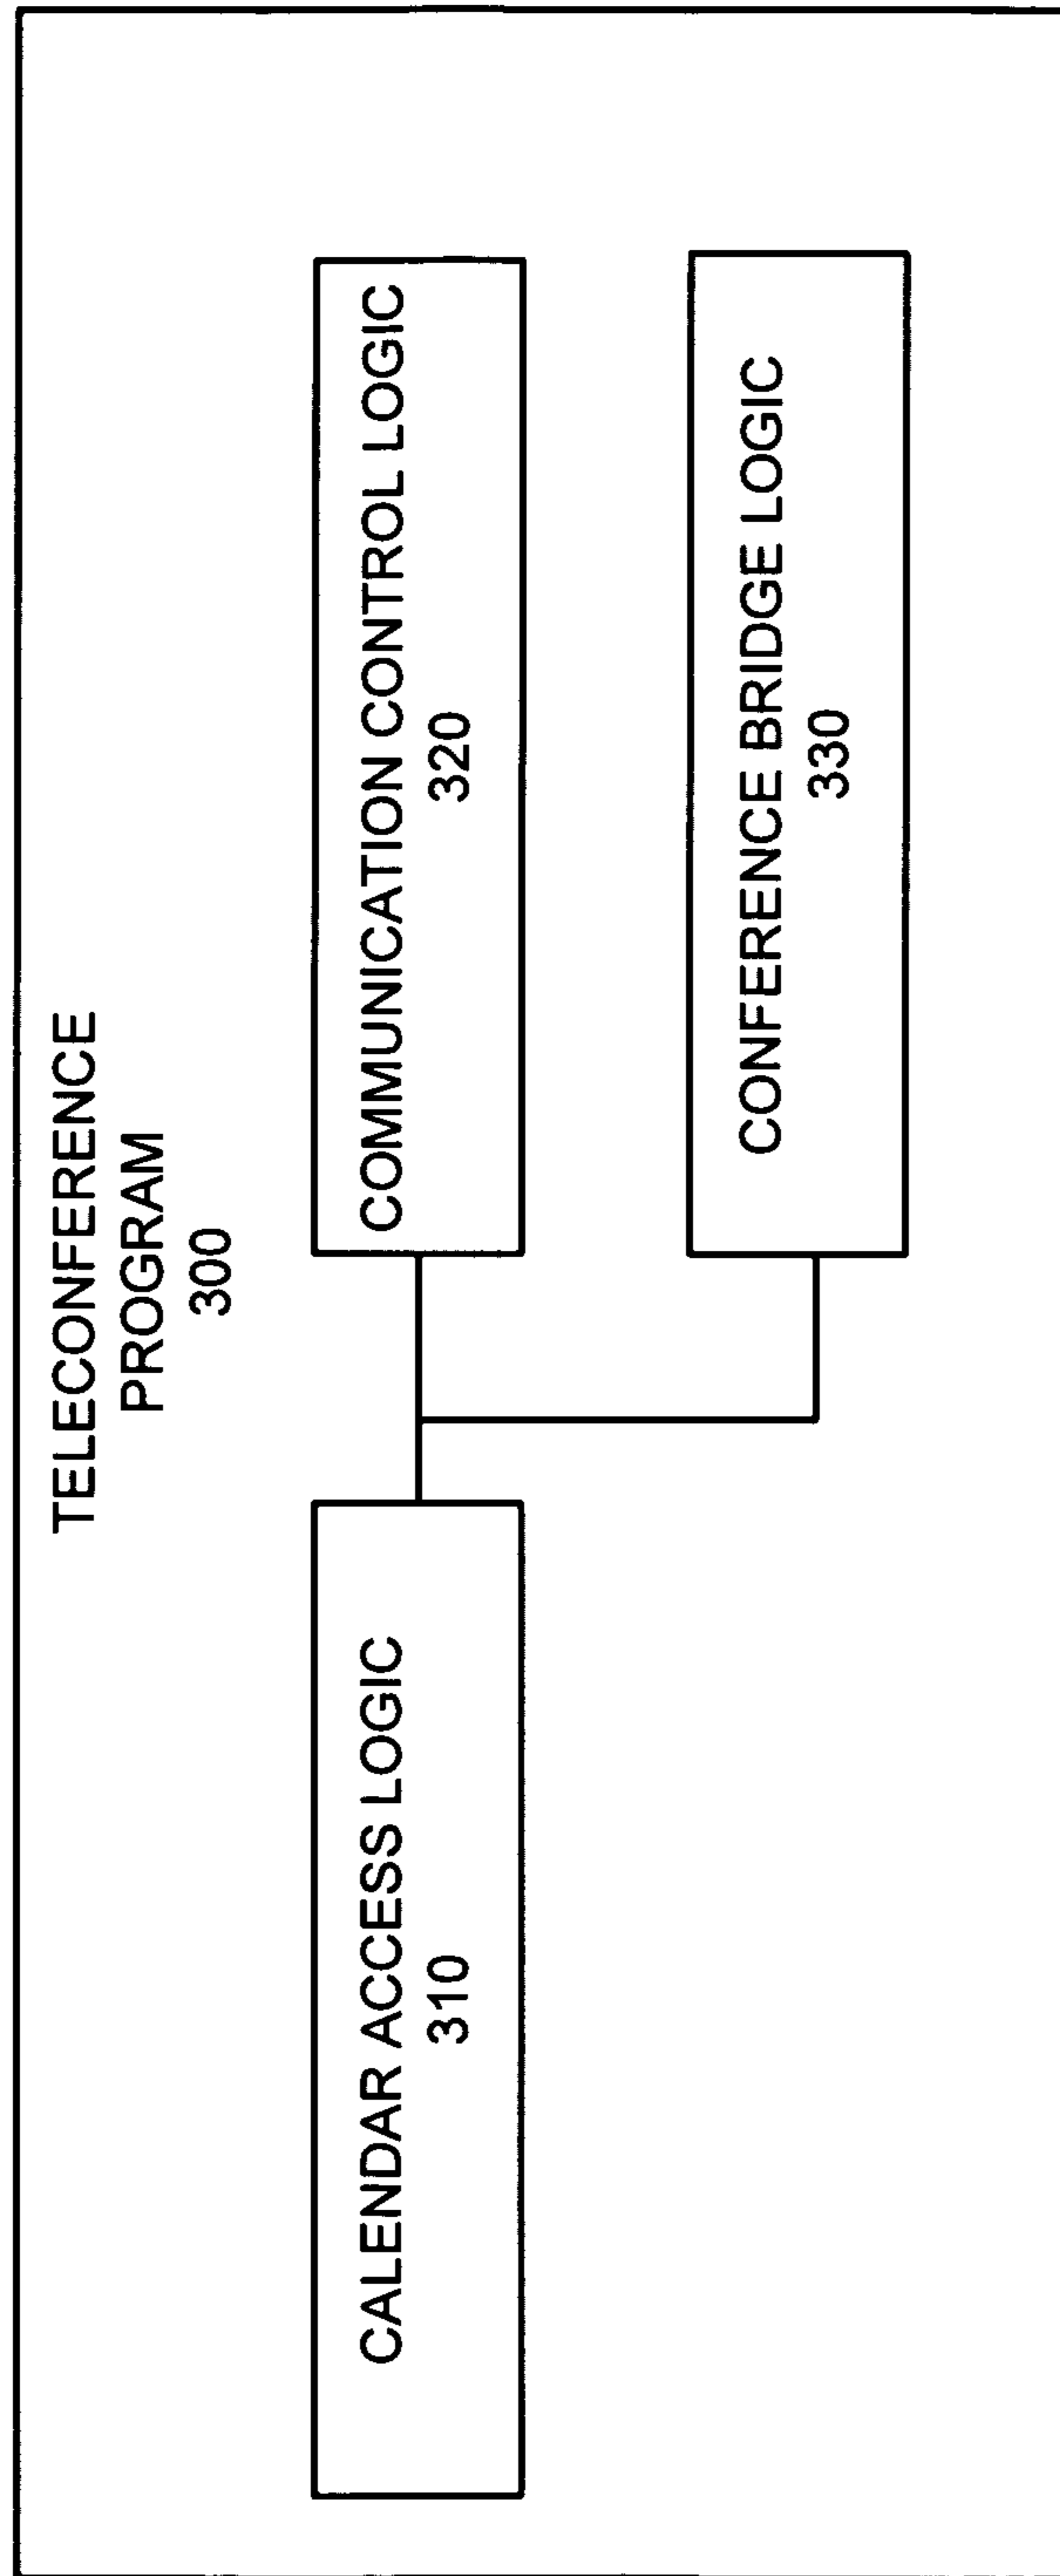 TELECONFERENCE
PROGRAM
300
CALENDAR ACCESS LOGIC
310
COMMUNICATION CONTROL LOGIC
320
CONFERENCE BRIDGE LOGIC
330